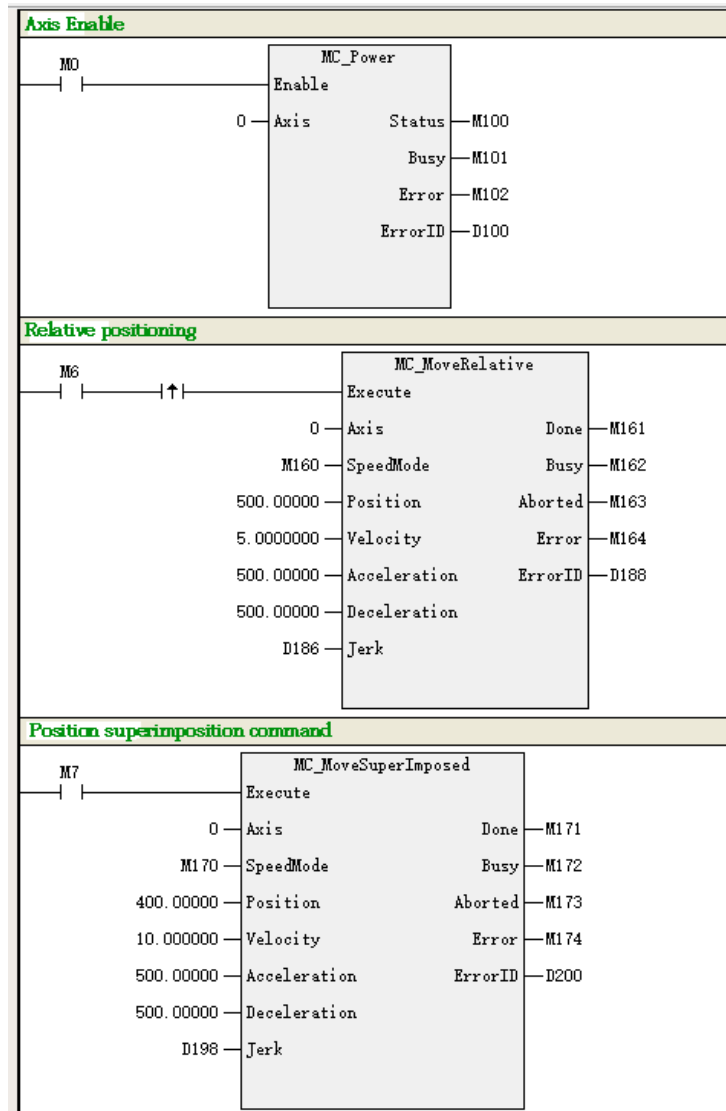 Axis Enable
M0
MC_Power
Enable
0 Axis Status M100
Busy M101
Error M102
ErrorID D100
Relative positioning
M6
MC_MoveRelative
Execute
0 Axis Done M161
M160 SpeedMode Busy M162
500.00000 Position Aborted M163
5.0000000 Velocity Error M164
500.00000 Acceleration ErrorID D188
500.00000 Deceleration
D186 Jerk
Position superimposition command
M7
MC_MoveSuperImposed
Execute
0 Axis Done M171
M170 SpeedMode Busy M172
400.00000 Position Aborted M173
10.000000 Velocity Error M174
500.00000 Acceleration ErrorID D200
500.00000 Deceleration
D198 Jerk